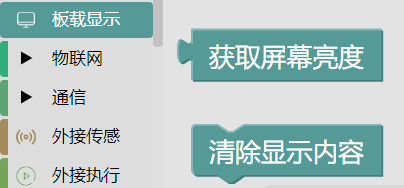 板载显示
物联网
通信
外接传感
外接执行
获取屏幕亮度
清除显示内容